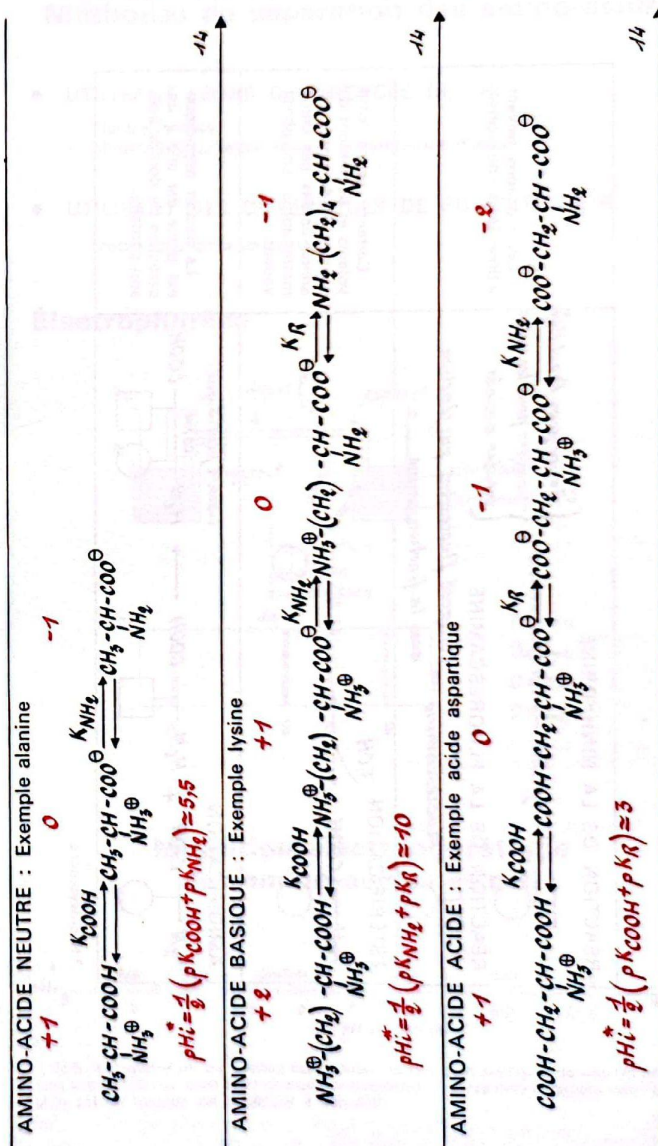 AMINO-ACIDE NEUTRE : Exemple alanine
+1 0 -1
CH3-CH-COOH ⇌ CH3-CH-COO⊖ ⇌ CH3-CH-COO⊖
KCOOH KNH2
NH3⊕ NH3⊕ NH2
pHi* = 1/2 (pKCOOH + pKNH2) ≃ 5,5
14
AMINO-ACIDE BASIQUE : Exemple lysine
+2 +1 0 -1
KCOOH KNH2 KR
NH3⊕-(CH2)-CH-COOH ⇌ NH3⊕-(CH2)-CH-COO⊖ ⇌ NH3⊕-(CH2)-CH-COO⊖ ⇌ NH2-(CH2)4-CH-COO⊖
NH3⊕ NH3⊕ NH2 NH2
pHi* = 1/2 (pKNH2 + pKR) ≃ 10
14
AMINO-ACIDE ACIDE : Exemple acide aspartique
+1 0 -1 -2
KCOOH KR KNH2
COOH-CH2-CH-COOH ⇌ COOH-CH2-CH-COO⊖ ⇌ COO⊖-CH2-CH-COO⊖ ⇌ COO⊖-CH2-CH-COO⊖
NH3⊕ NH3⊕ NH3⊕ NH2
pHi* = 1/2 (pKCOOH + pKR) ≃ 3
14